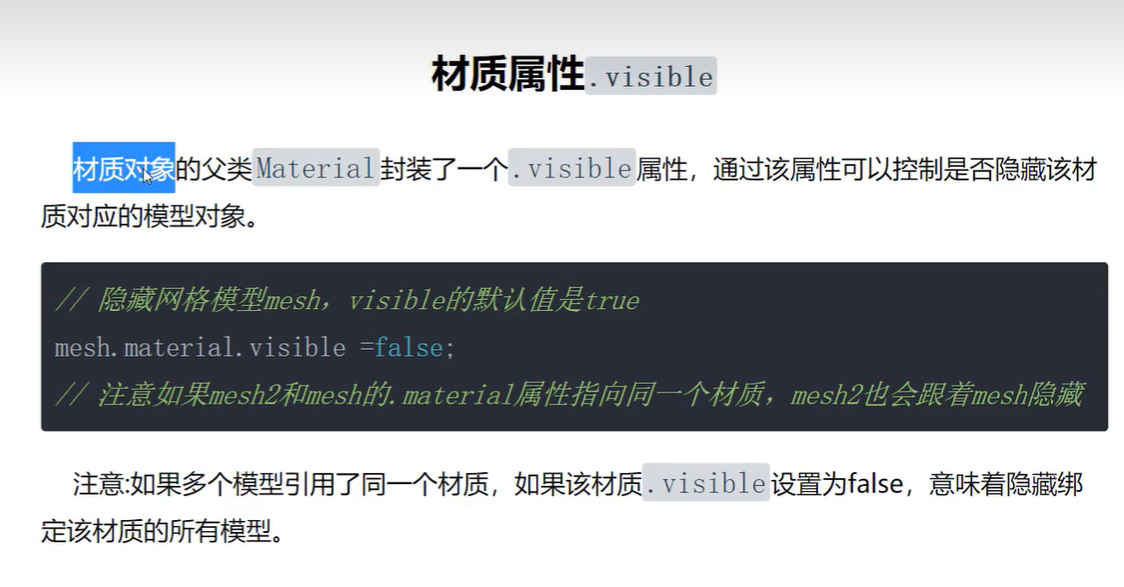 材质属性.visible
材质对象的父类Material封装了一个.visible属性，通过该属性可以控制是否隐藏该材
质对应的模型对象。
// 隐藏网格模型mesh，visible的默认值是true
mesh.material.visible =false;
// 注意如果mesh2和mesh的.material属性指向同一个材质，mesh2也会跟着mesh隐藏
注意:如果多个模型引用了同一个材质，如果该材质.visible设置为false，意味着隐藏绑
定该材质的所有模型。